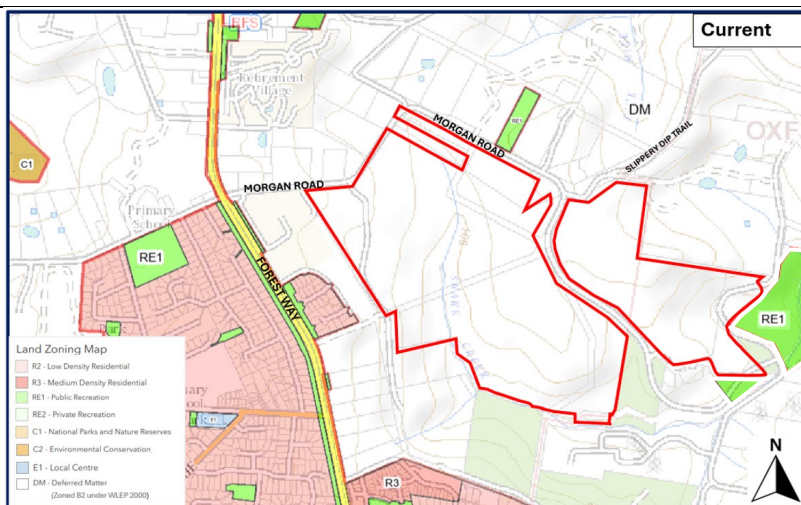 Current
RFS
Retirement
Village
DM
OXF
RE1
MORGAN ROAD
SLIPPERY DIP TRAIL
C1
MORGAN ROAD
Primary
School
RE1
FOREST WAY
SNAKE
CREEK
RE1
Land Zoning Map
R2 - Low Density Residential
R3 - Medium Density Residential
RE1 - Public Recreation
RE2 - Private Recreation
C1 - National Parks and Nature Reserves
C2 - Environmental Conservation
E1 - Local Centre
DM - Deferred Matter
(Zoned B2 under WLEP 2000)
E1
R3
N